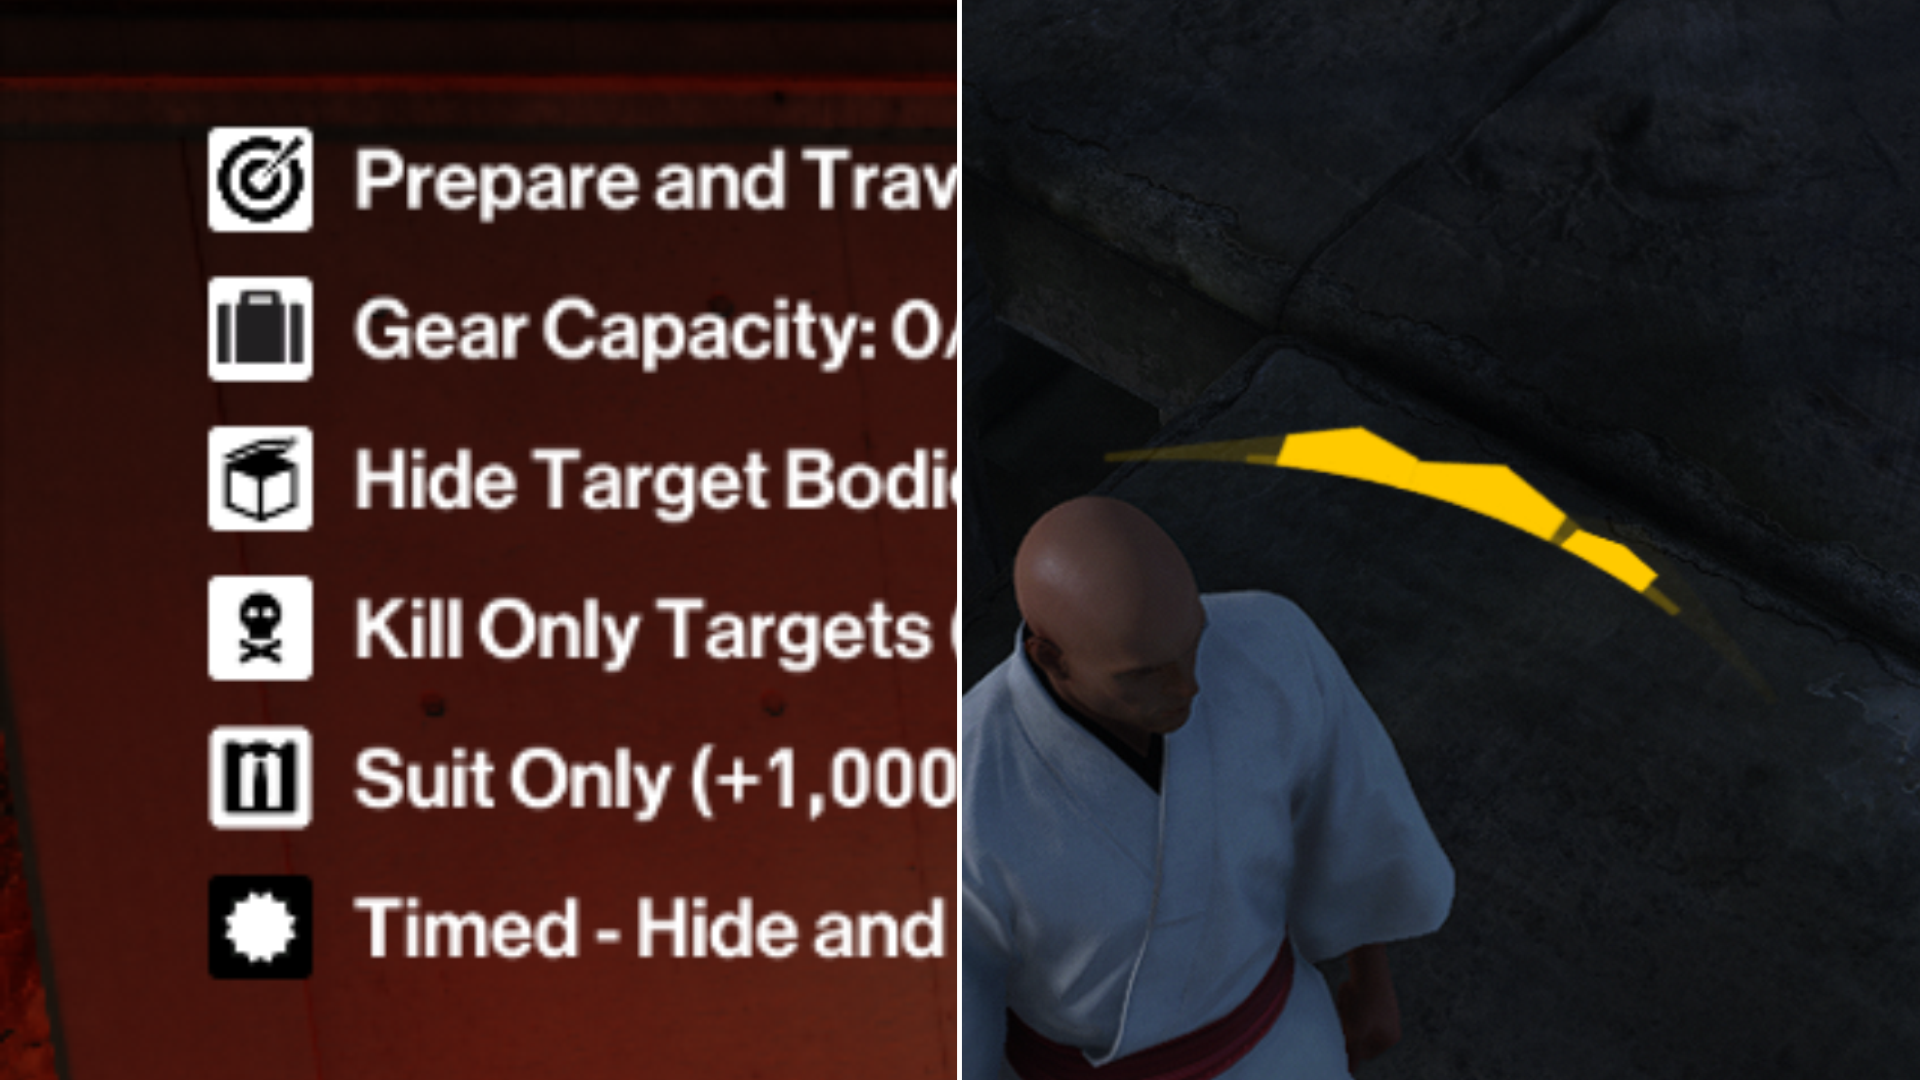 Prepare and Trav
Gear Capacity: 0/
Hide Target Bodi
Kill Only Targets (
Suit Only (+1,000
Timed - Hide and